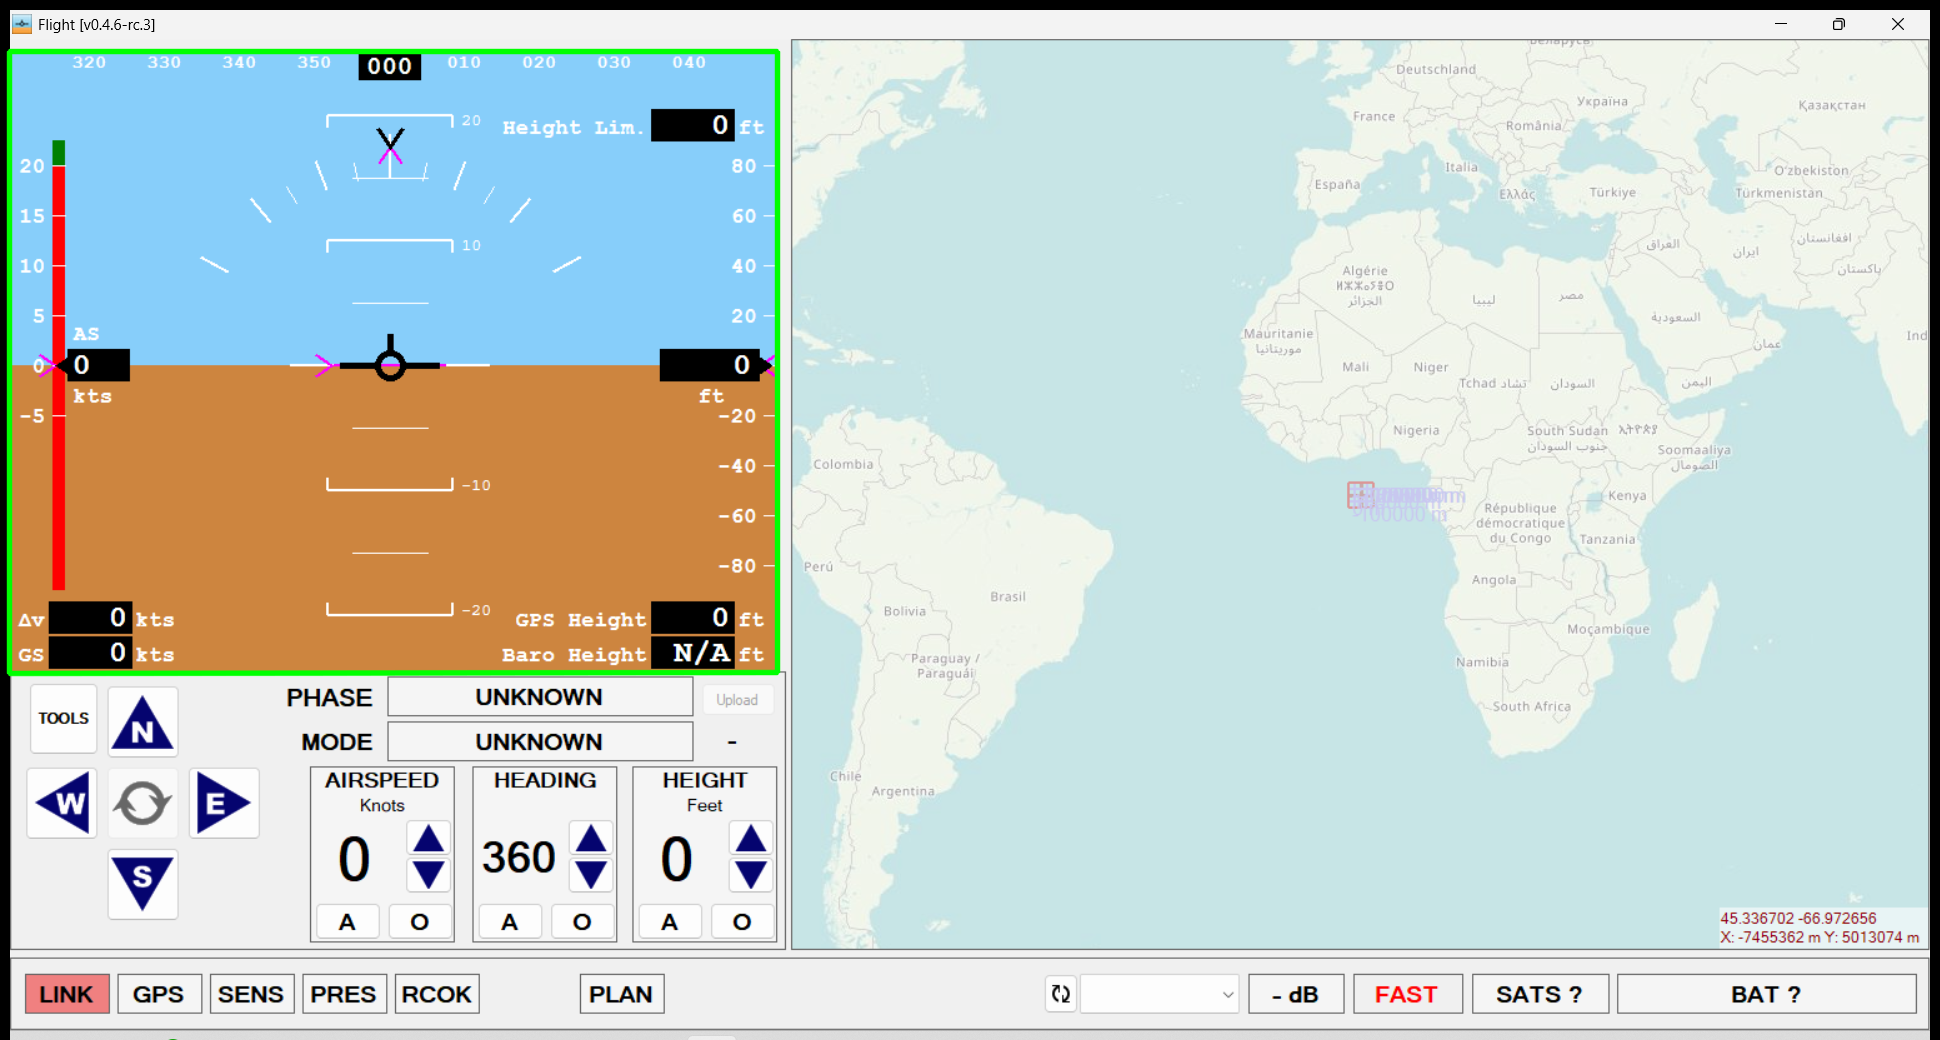 Flight [v0.4.6-rc.3]
320 330 340 350 000 010 020 030 040
20
Height Lim. 0 ft
20 80
15 60
10
10 40
5 20
AS
0 0 0
kts ft
-5 -20
-40
-10
-60
-80
-20
Δv 0 kts GPS Height 0 ft
GS 0 kts Baro Height N/A ft
TOOLS
N
W
E
S
PHASE UNKNOWN Upload
MODE UNKNOWN -
AIRSPEED
Knots
0
A O
HEADING
360
A O
HEIGHT
Feet
0
A O
Deutschland
Україна
Қазақстан
France
România
Italia
O'zbekiston
España
Ελλάς
Türkiye
Türkmenistan
العراق
ایران
افغانستان
پاکستان
Algérie
ⵍⵣⵣⴰⵢⴻⵔ
الجزائر
ليبيا
مصر
السعودية
Mauritanie
موريتانيا
عمان
Ind
Mali
Niger
Tchad تشاد
السودان
اليمن
Nigeria
South Sudan
جنوب السودان
ኢትዮጵያ
Soomaaliya
الصومال
Colombia
Kenya
100000 m
République
démocratique
du Congo
Tanzania
Perú
Angola
Brasil
Bolivia
Moçambique
Paraguay /
Paraguái
Namibia
South Africa
Chile
Argentina
45.336702 -66.972656
X: -7455362 m Y: 5013074 m
LINK GPS SENS PRES RCOK PLAN - dB FAST SATS ? BAT ?